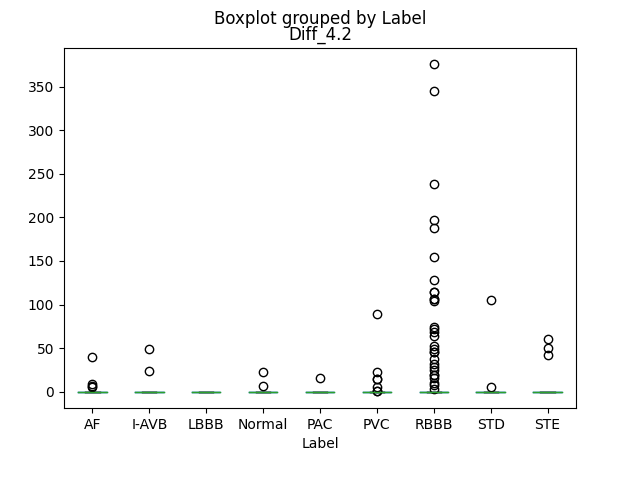 Boxplot grouped by Label
Diff_4.2
350
300
250
200
150
100
50
0
AF I-AVB LBBB Normal PAC PVC RBBB STD STE
Label